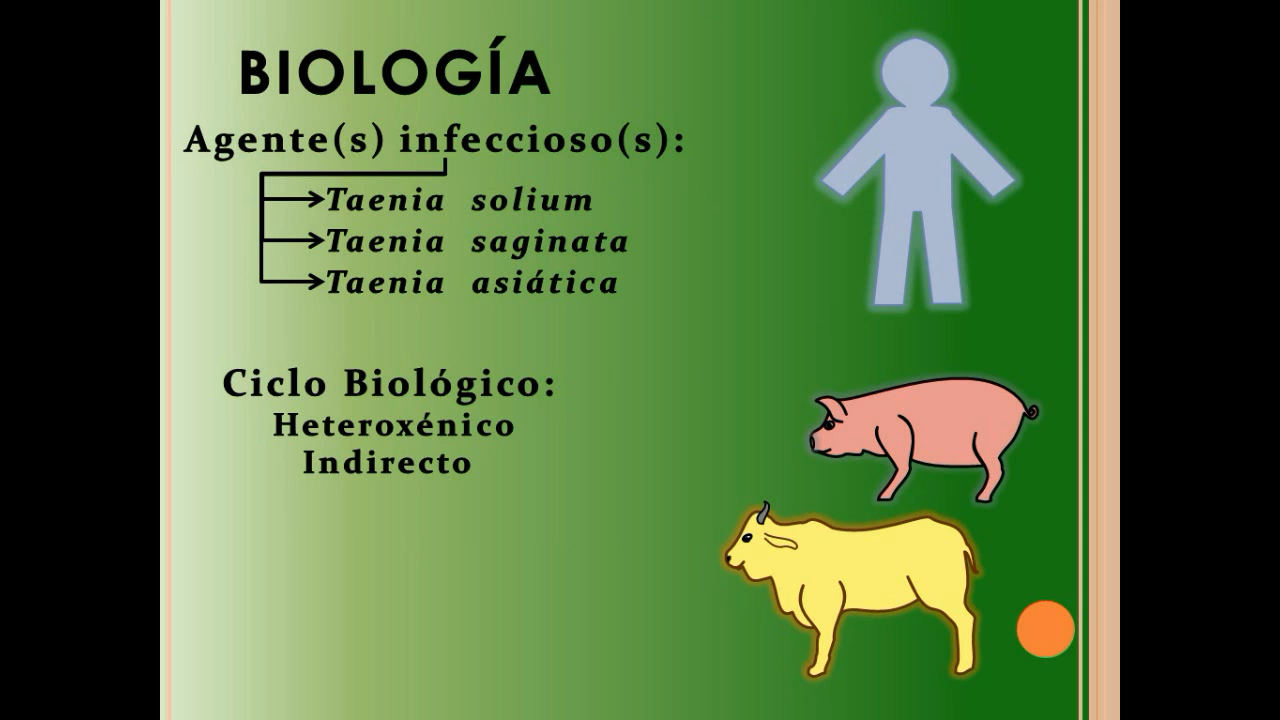 BIOLOGÍA
Agente(s) infeccioso(s):
Taenia solium
Taenia saginata
Taenia asiática
Ciclo Biológico:
Heteroxénico
Indirecto